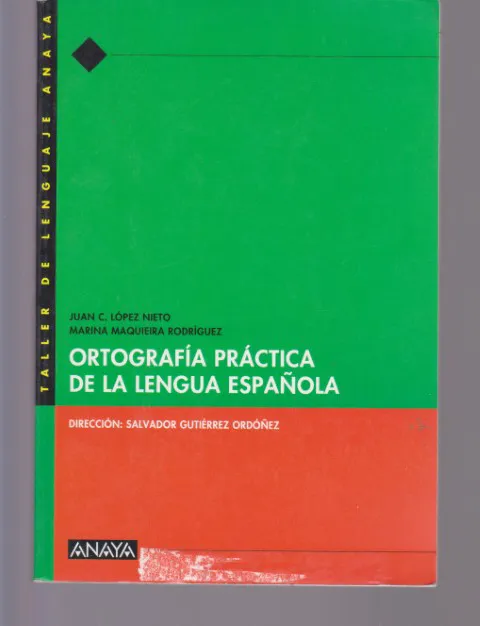 TALLER DE LENGUAJE ANAYA
JUAN C. LÓPEZ NIETO
MARINA MAQUIEIRA RODRÍGUEZ
ORTOGRAFÍA PRÁCTICA
DE LA LENGUA ESPAÑOLA
DIRECCIÓN: SALVADOR GUTIÉRREZ ORDÓÑEZ
ANAYA